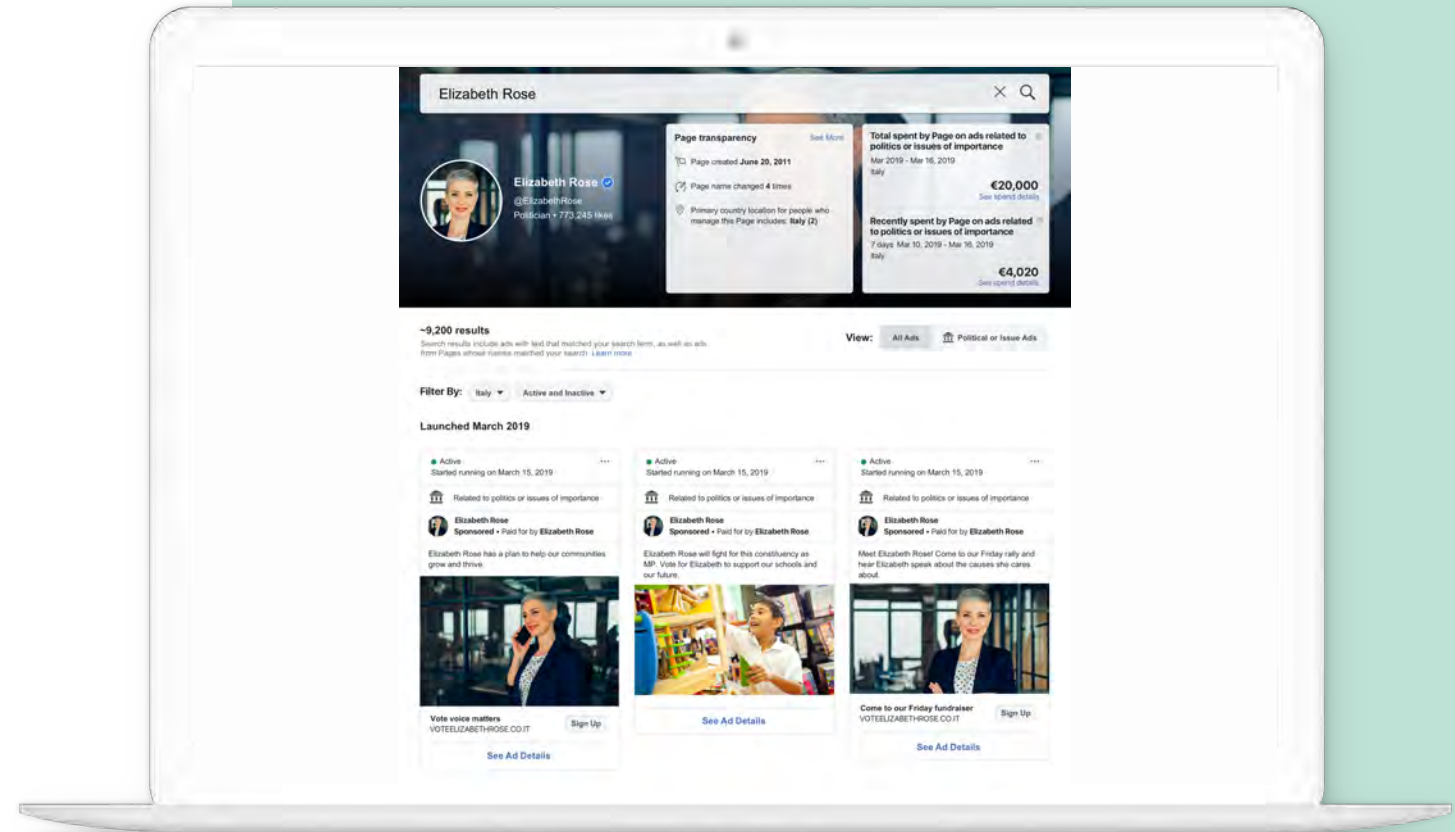 Elizabeth Rose
Elizabeth Rose
@ElizabethRose
Politician • 773,245 likes
Page transparency See More
Page created June 20, 2011
Page name changed 4 times
Primary country location for people who
manage this Page includes: Italy (2)
Total spent by Page on ads related to
politics or issues of importance
Mar 2019 - Mar 16, 2019
Italy
€20,000
See spend details
Recently spent by Page on ads related
to politics or issues of importance
7 days Mar 10, 2019 - Mar 16, 2019
Italy
€4,020
See spend details
~9,200 results
Search results include ads with text that matched your search term, as well as ads
from Pages whose names matched your search. Learn more
View: All Ads Political or Issue Ads
Filter By: Italy Active and Inactive
Launched March 2019
Active
Started running on March 15, 2019
Related to politics or issues of importance
Elizabeth Rose
Sponsored • Paid for by Elizabeth Rose
Elizabeth Rose has a plan to help our communities
grow and thrive.
Vote voice matters
VOTEELIZABETHROSE.CO.IT
Sign Up
See Ad Details
Active
Started running on March 15, 2019
Related to politics or issues of importance
Elizabeth Rose
Sponsored • Paid for by Elizabeth Rose
Elizabeth Rose will fight for this constituency as
MP. Vote for Elizabeth to support our schools and
our future.
See Ad Details
Active
Started running on March 15, 2019
Related to politics or issues of importance
Elizabeth Rose
Sponsored • Paid for by Elizabeth Rose
Meet Elizabeth Rose! Come to our Friday rally and
hear Elizabeth speak about the causes she cares
about.
Come to our Friday fundraiser
VOTEELIZABETHROSE.CO.IT
Sign Up
See Ad Details